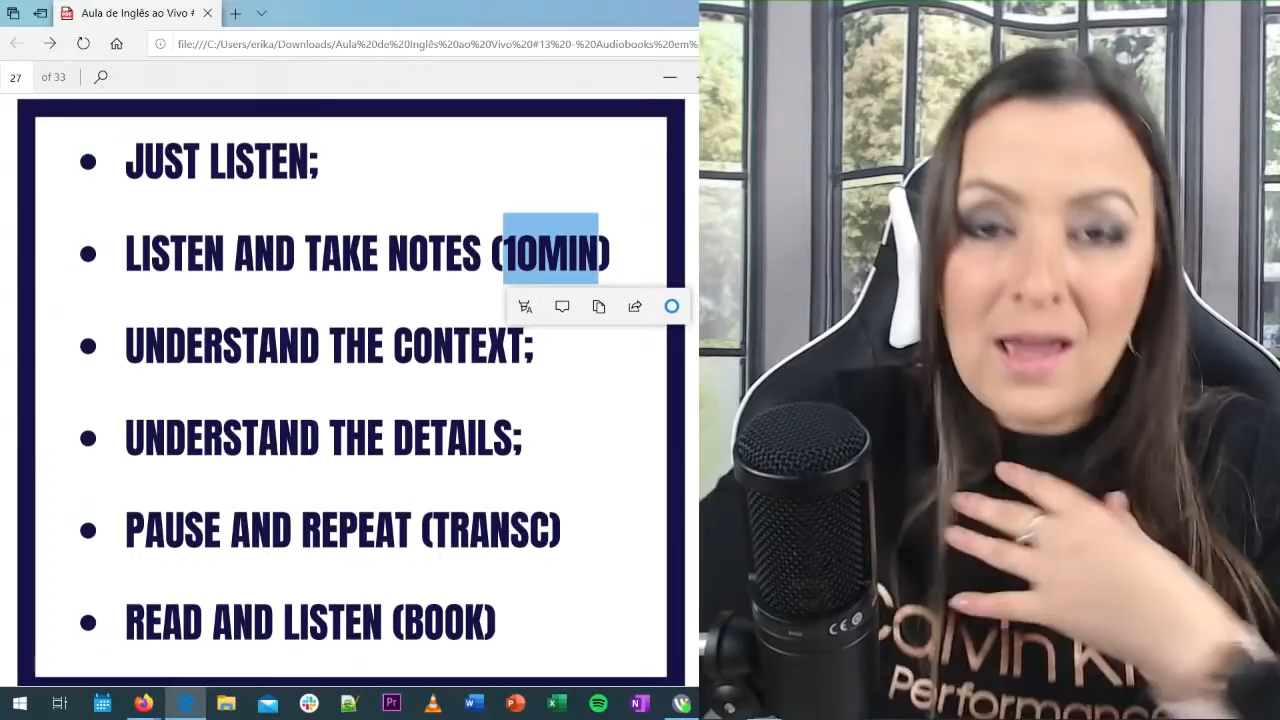 Aula de Inglês ao Vivo #
file:///C:/Users/erika/Downloads/Aula%20de%20Inglês%20ao%20Vivo%20#13%20-%20Audiobooks%20em%
27 of 33
JUST LISTEN;
LISTEN AND TAKE NOTES (10MIN)
UNDERSTAND THE CONTEXT;
UNDERSTAND THE DETAILS;
PAUSE AND REPEAT (TRANSC)
READ AND LISTEN (BOOK)
Calvin K
Performance